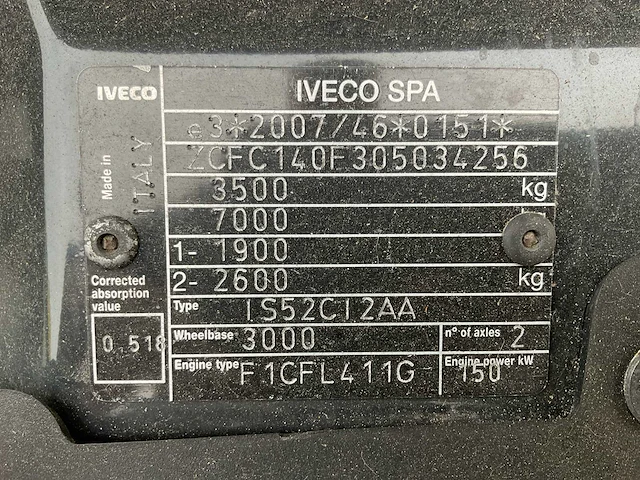 IVECO
IVECO SPA
e3*2007/46*0151*
ZCFC140F305034256
Made in ITALY
3500 kg
7000
1- 1900
2- 2600 kg
Corrected
absorption
value
0.518
Type IS52CI2AA
Wheelbase 3000
n° of axles 2
Engine type F1CFL411G
Engine power kW
150